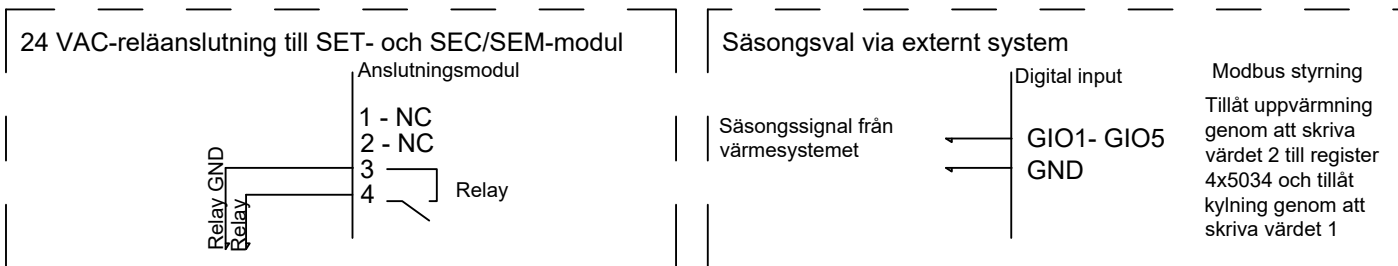 24 VAC-reläanslutning till SET- och SEC/SEM-modul
Anslutningsmodul
1 - NC
2 - NC
3
4
Relay
Relay GND
Relay
Säsongsval via externt system
Digital input
Säsongssignal från
värmesystemet
GIO1- GIO5
GND
Modbus styrning
Tillåt uppvärmning
genom att skriva
värdet 2 till register
4x5034 och tillåt
kylning genom att
skriva värdet 1